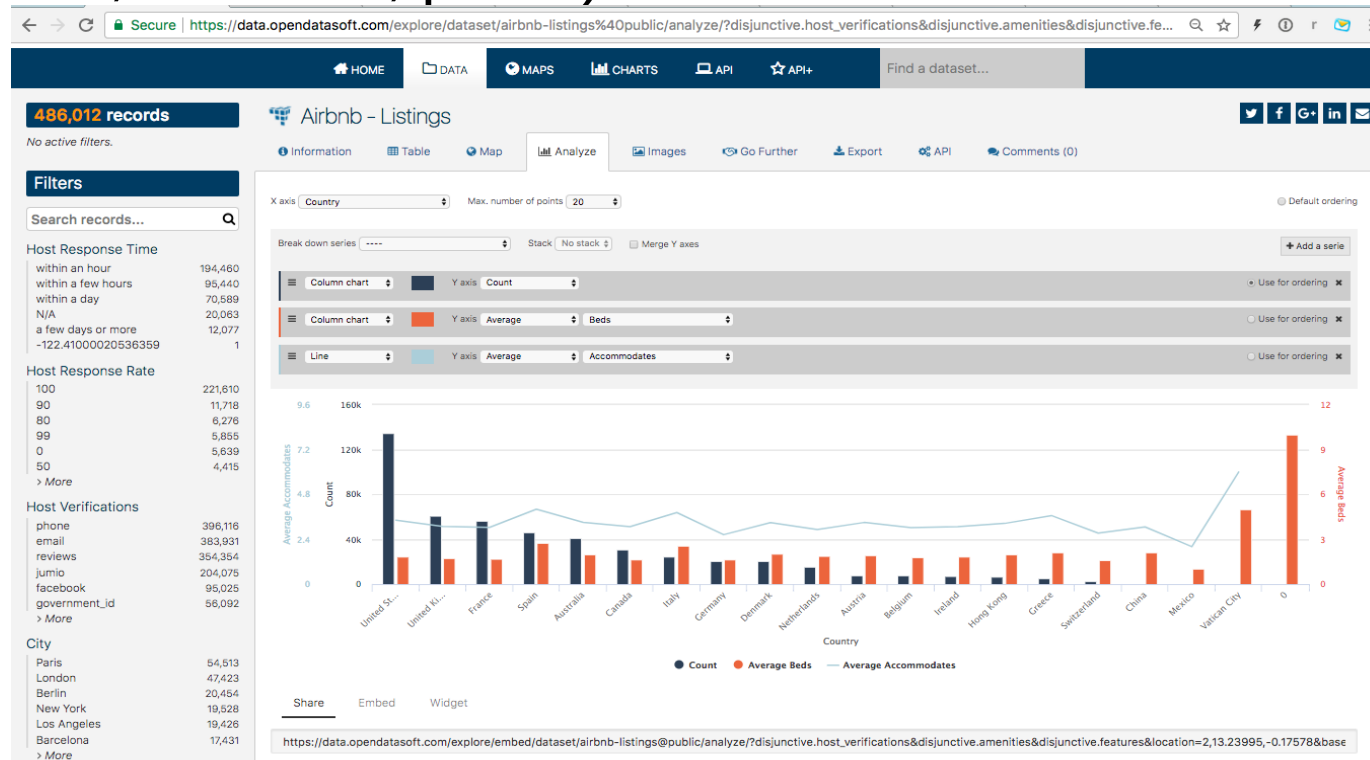 Secure | https://data.opendatasoft.com/explore/dataset/airbnb-listings%40public/analyze/?disjunctive.host_verifications&disjunctive.amenities&disjunctive.fe...
HOME DATA MAPS CHARTS API API+ Find a dataset...
486,012 records
No active filters.
Filters
Search records...
Host Response Time
within an hour 194,460
within a few hours 95,440
within a day 70,589
N/A 20,063
a few days or more 12,077
-122.41000020536359 1
Host Response Rate
100 221,610
90 11,718
80 6,276
99 5,855
0 5,639
50 4,415
> More
Host Verifications
phone 396,116
email 383,931
reviews 354,354
jumio 204,075
facebook 95,025
government_id 56,092
> More
City
Paris 54,513
London 47,423
Berlin 20,454
New York 19,528
Los Angeles 19,426
Barcelona 17,431
> More
Airbnb - Listings
Information Table Map Analyze Images Go Further Export API Comments (0)
X axis Country Max. number of points 20 Default ordering
Break down series ---- Stack No stack Merge Y axes + Add a serie
Column chart Y axis Count Use for ordering
Column chart Y axis Average Beds Use for ordering
Line Y axis Average Accommodates Use for ordering
9.6 160k 12
7.2 120k 9
4.8 80k 6
2.4 40k 3
0 0 0
Average Accommodates
Count
Average Beds
United St... United Ki... France Spain Australia Canada Italy Germany Denmark Netherlands Austria Belgium Ireland Hong Kong Greece Switzerland China Mexico Vatican City 0
Country
Count Average Beds Average Accommodates
Share Embed Widget
https://data.opendatasoft.com/explore/embed/dataset/airbnb-listings@public/analyze/?disjunctive.host_verifications&disjunctive.amenities&disjunctive.features&location=2,13.23995,-0.17578&base